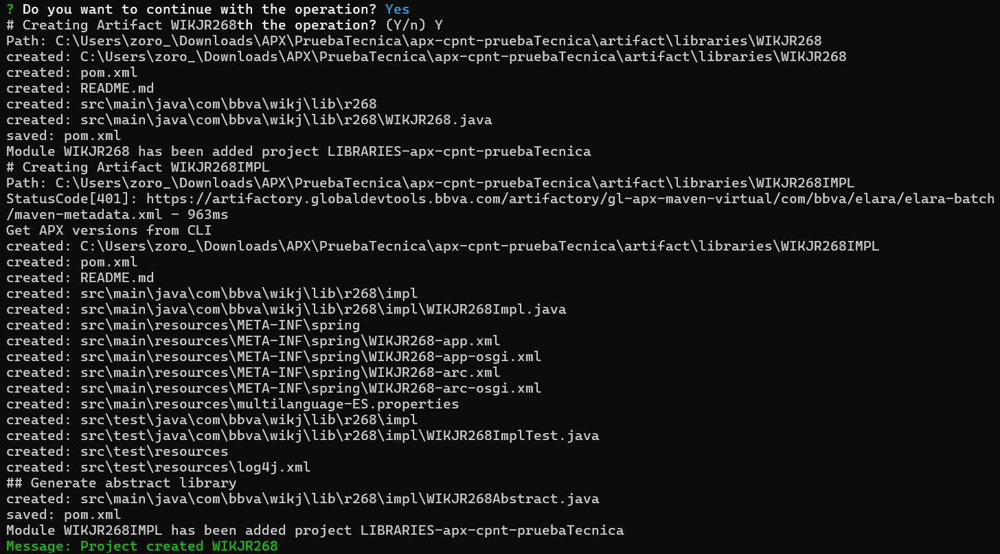 ? Do you want to continue with the operation? Yes
# Creating Artifact WIKJR268th the operation? (Y/n) Y
Path: C:\Users\zoro_\Downloads\APX\PruebaTecnica\apx-cpnt-pruebaTecnica\artifact\libraries\WIKJR268
created: C:\Users\zoro_\Downloads\APX\PruebaTecnica\apx-cpnt-pruebaTecnica\artifact\libraries\WIKJR268
created: pom.xml
created: README.md
created: src\main\java\com\bbva\wikj\lib\r268
created: src\main\java\com\bbva\wikj\lib\r268\WIKJR268.java
saved: pom.xml
Module WIKJR268 has been added project LIBRARIES-apx-cpnt-pruebaTecnica
# Creating Artifact WIKJR268IMPL
Path: C:\Users\zoro_\Downloads\APX\PruebaTecnica\apx-cpnt-pruebaTecnica\artifact\libraries\WIKJR268IMPL
StatusCode[401]: https://artifactory.globaldevtools.bbva.com/artifactory/gl-apx-maven-virtual/com/bbva/elara/elara-batch
/maven-metadata.xml - 963ms
Get APX versions from CLI
created: C:\Users\zoro_\Downloads\APX\PruebaTecnica\apx-cpnt-pruebaTecnica\artifact\libraries\WIKJR268IMPL
created: pom.xml
created: README.md
created: src\main\java\com\bbva\wikj\lib\r268\impl
created: src\main\java\com\bbva\wikj\lib\r268\impl\WIKJR268Impl.java
created: src\main\resources\META-INF\spring
created: src\main\resources\META-INF\spring\WIKJR268-app.xml
created: src\main\resources\META-INF\spring\WIKJR268-app-osgi.xml
created: src\main\resources\META-INF\spring\WIKJR268-arc.xml
created: src\main\resources\META-INF\spring\WIKJR268-arc-osgi.xml
created: src\main\resources\multilanguage-ES.properties
created: src\test\java\com\bbva\wikj\lib\r268\impl
created: src\test\java\com\bbva\wikj\lib\r268\impl\WIKJR268ImplTest.java
created: src\test\resources
created: src\test\resources\log4j.xml
## Generate abstract library
created: src\main\java\com\bbva\wikj\lib\r268\impl\WIKJR268Abstract.java
saved: pom.xml
Module WIKJR268IMPL has been added project LIBRARIES-apx-cpnt-pruebaTecnica
Message: Project created WIKJR268